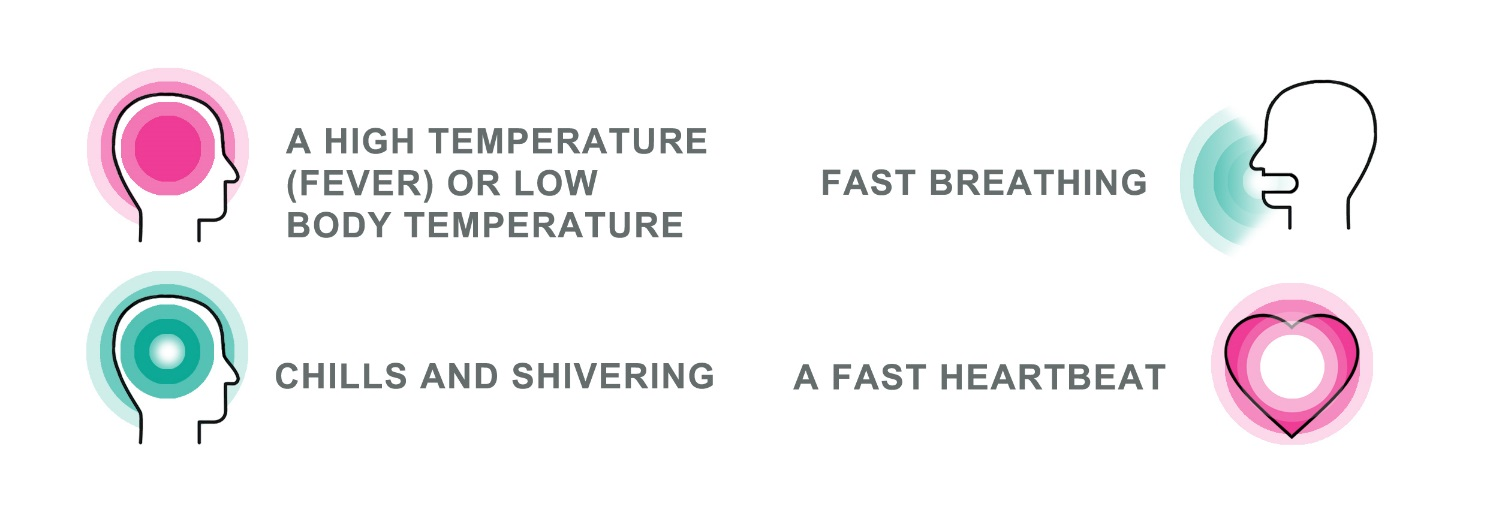 A HIGH TEMPERATURE
(FEVER) OR LOW
BODY TEMPERATURE
FAST BREATHING
CHILLS AND SHIVERING
A FAST HEARTBEAT